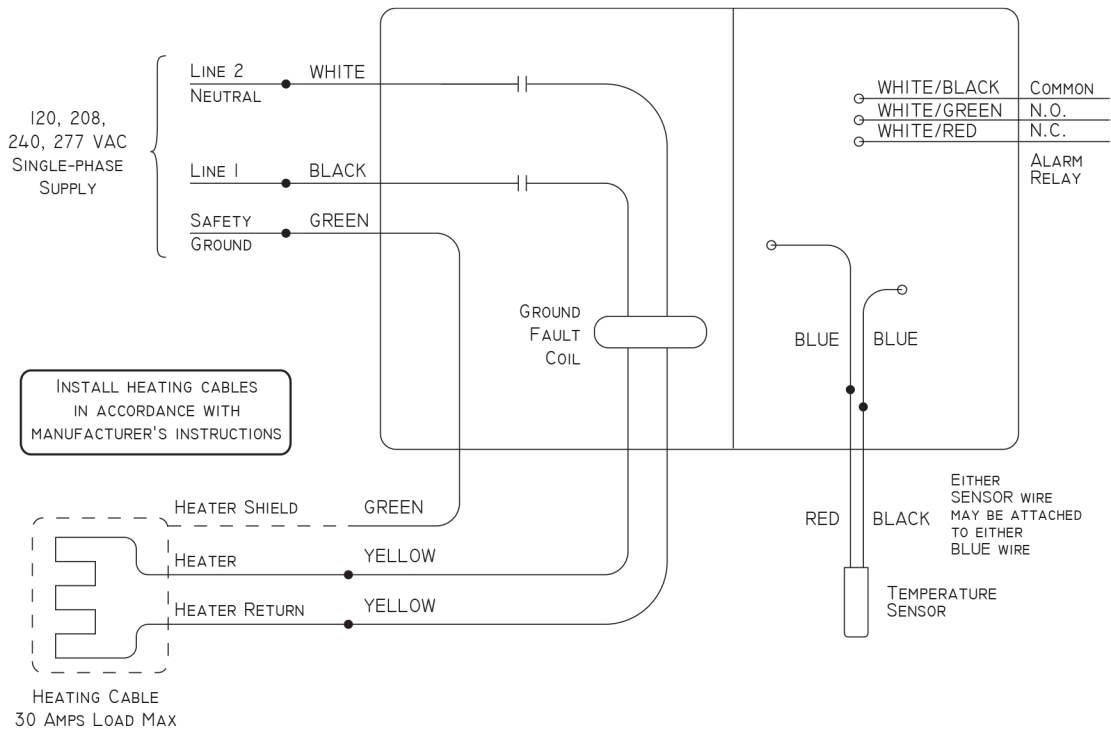 LINE 2 WHITE
NEUTRAL
120, 208,
240, 277 VAC
SINGLE-PHASE
SUPPLY
LINE 1 BLACK
SAFETY GREEN
GROUND
WHITE/BLACK COMMON
WHITE/GREEN N.O.
WHITE/RED N.C.
ALARM
RELAY
GROUND
FAULT
COIL
BLUE BLUE
INSTALL HEATING CABLES
IN ACCORDANCE WITH
MANUFACTURER'S INSTRUCTIONS
HEATER SHIELD GREEN
HEATER YELLOW
HEATER RETURN YELLOW
HEATING CABLE
30 AMPS LOAD MAX
RED BLACK
EITHER
SENSOR WIRE
MAY BE ATTACHED
TO EITHER
BLUE WIRE
TEMPERATURE
SENSOR